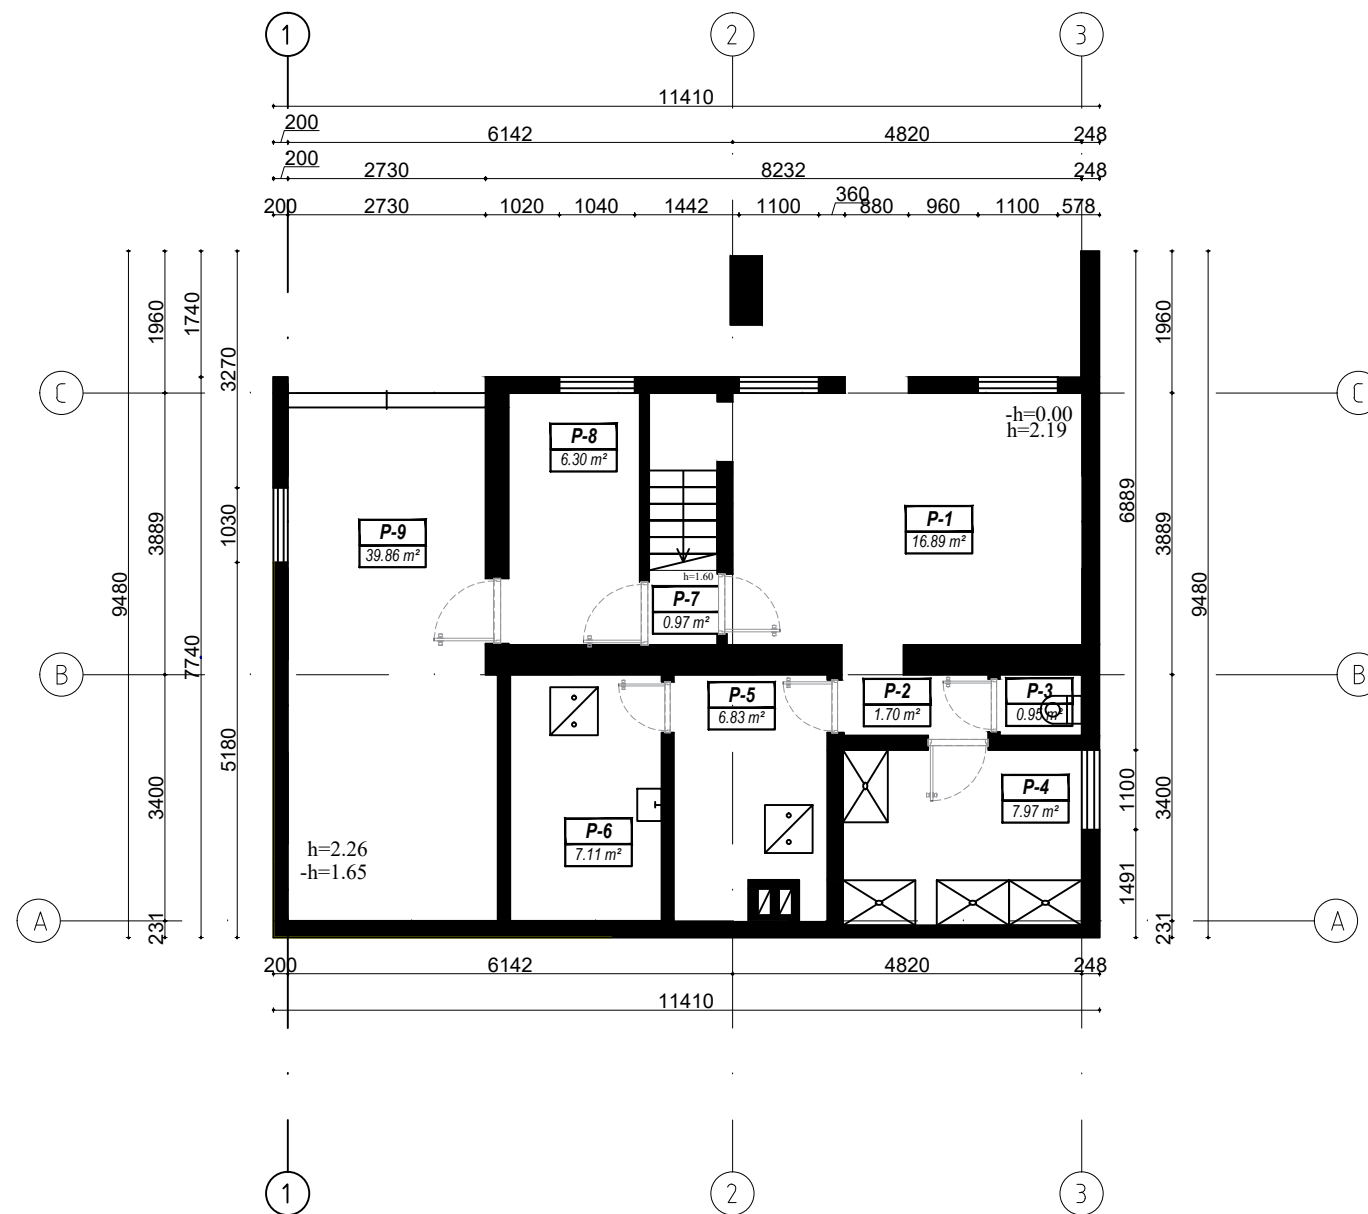 1 2 3
11410
200 6142 4820 248
200 2730 8232 248
360
200 2730 1020 1040 1442 1100 880 960 1100 578
1960 1740 1960
3270
C C
-h=0.00
h=2.19
P-8
6.30 m²
P-9
39.86 m²
P-1
16.89 m²
3889 1030 6889 3889
h=1.60
P-7
0.97 m²
9480 9480
7740
B B
P-5
6.83 m²
P-2
1.70 m²
P-3
0.95 m²
5180
3400 1100 3400
P-4
7.97 m²
P-6
7.11 m²
h=2.26
-h=1.65
1491
A A
231 231
200 6142 4820 248
11410
1 2 3